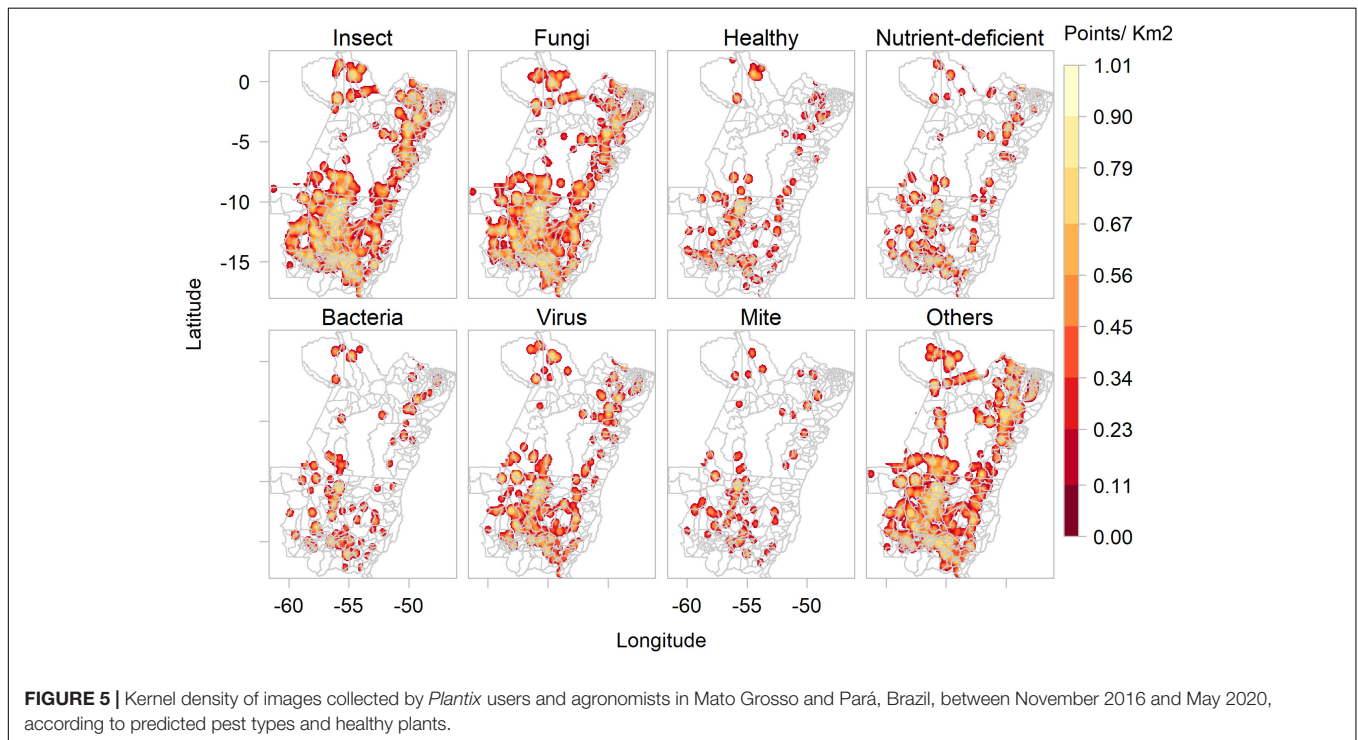 Insect Fungi Healthy Nutrient-deficient Points/ Km2
1.01
0.90
0.79
0.67
0.56
0.45
0.34
0.23
0.11
0.00
0
-5
-10
-15
Latitude
Bacteria Virus Mite Others
-60 -55 -50 -60 -55 -50
Longitude
FIGURE 5 | Kernel density of images collected by Plantix users and agronomists in Mato Grosso and Pará, Brazil, between November 2016 and May 2020,
according to predicted pest types and healthy plants.